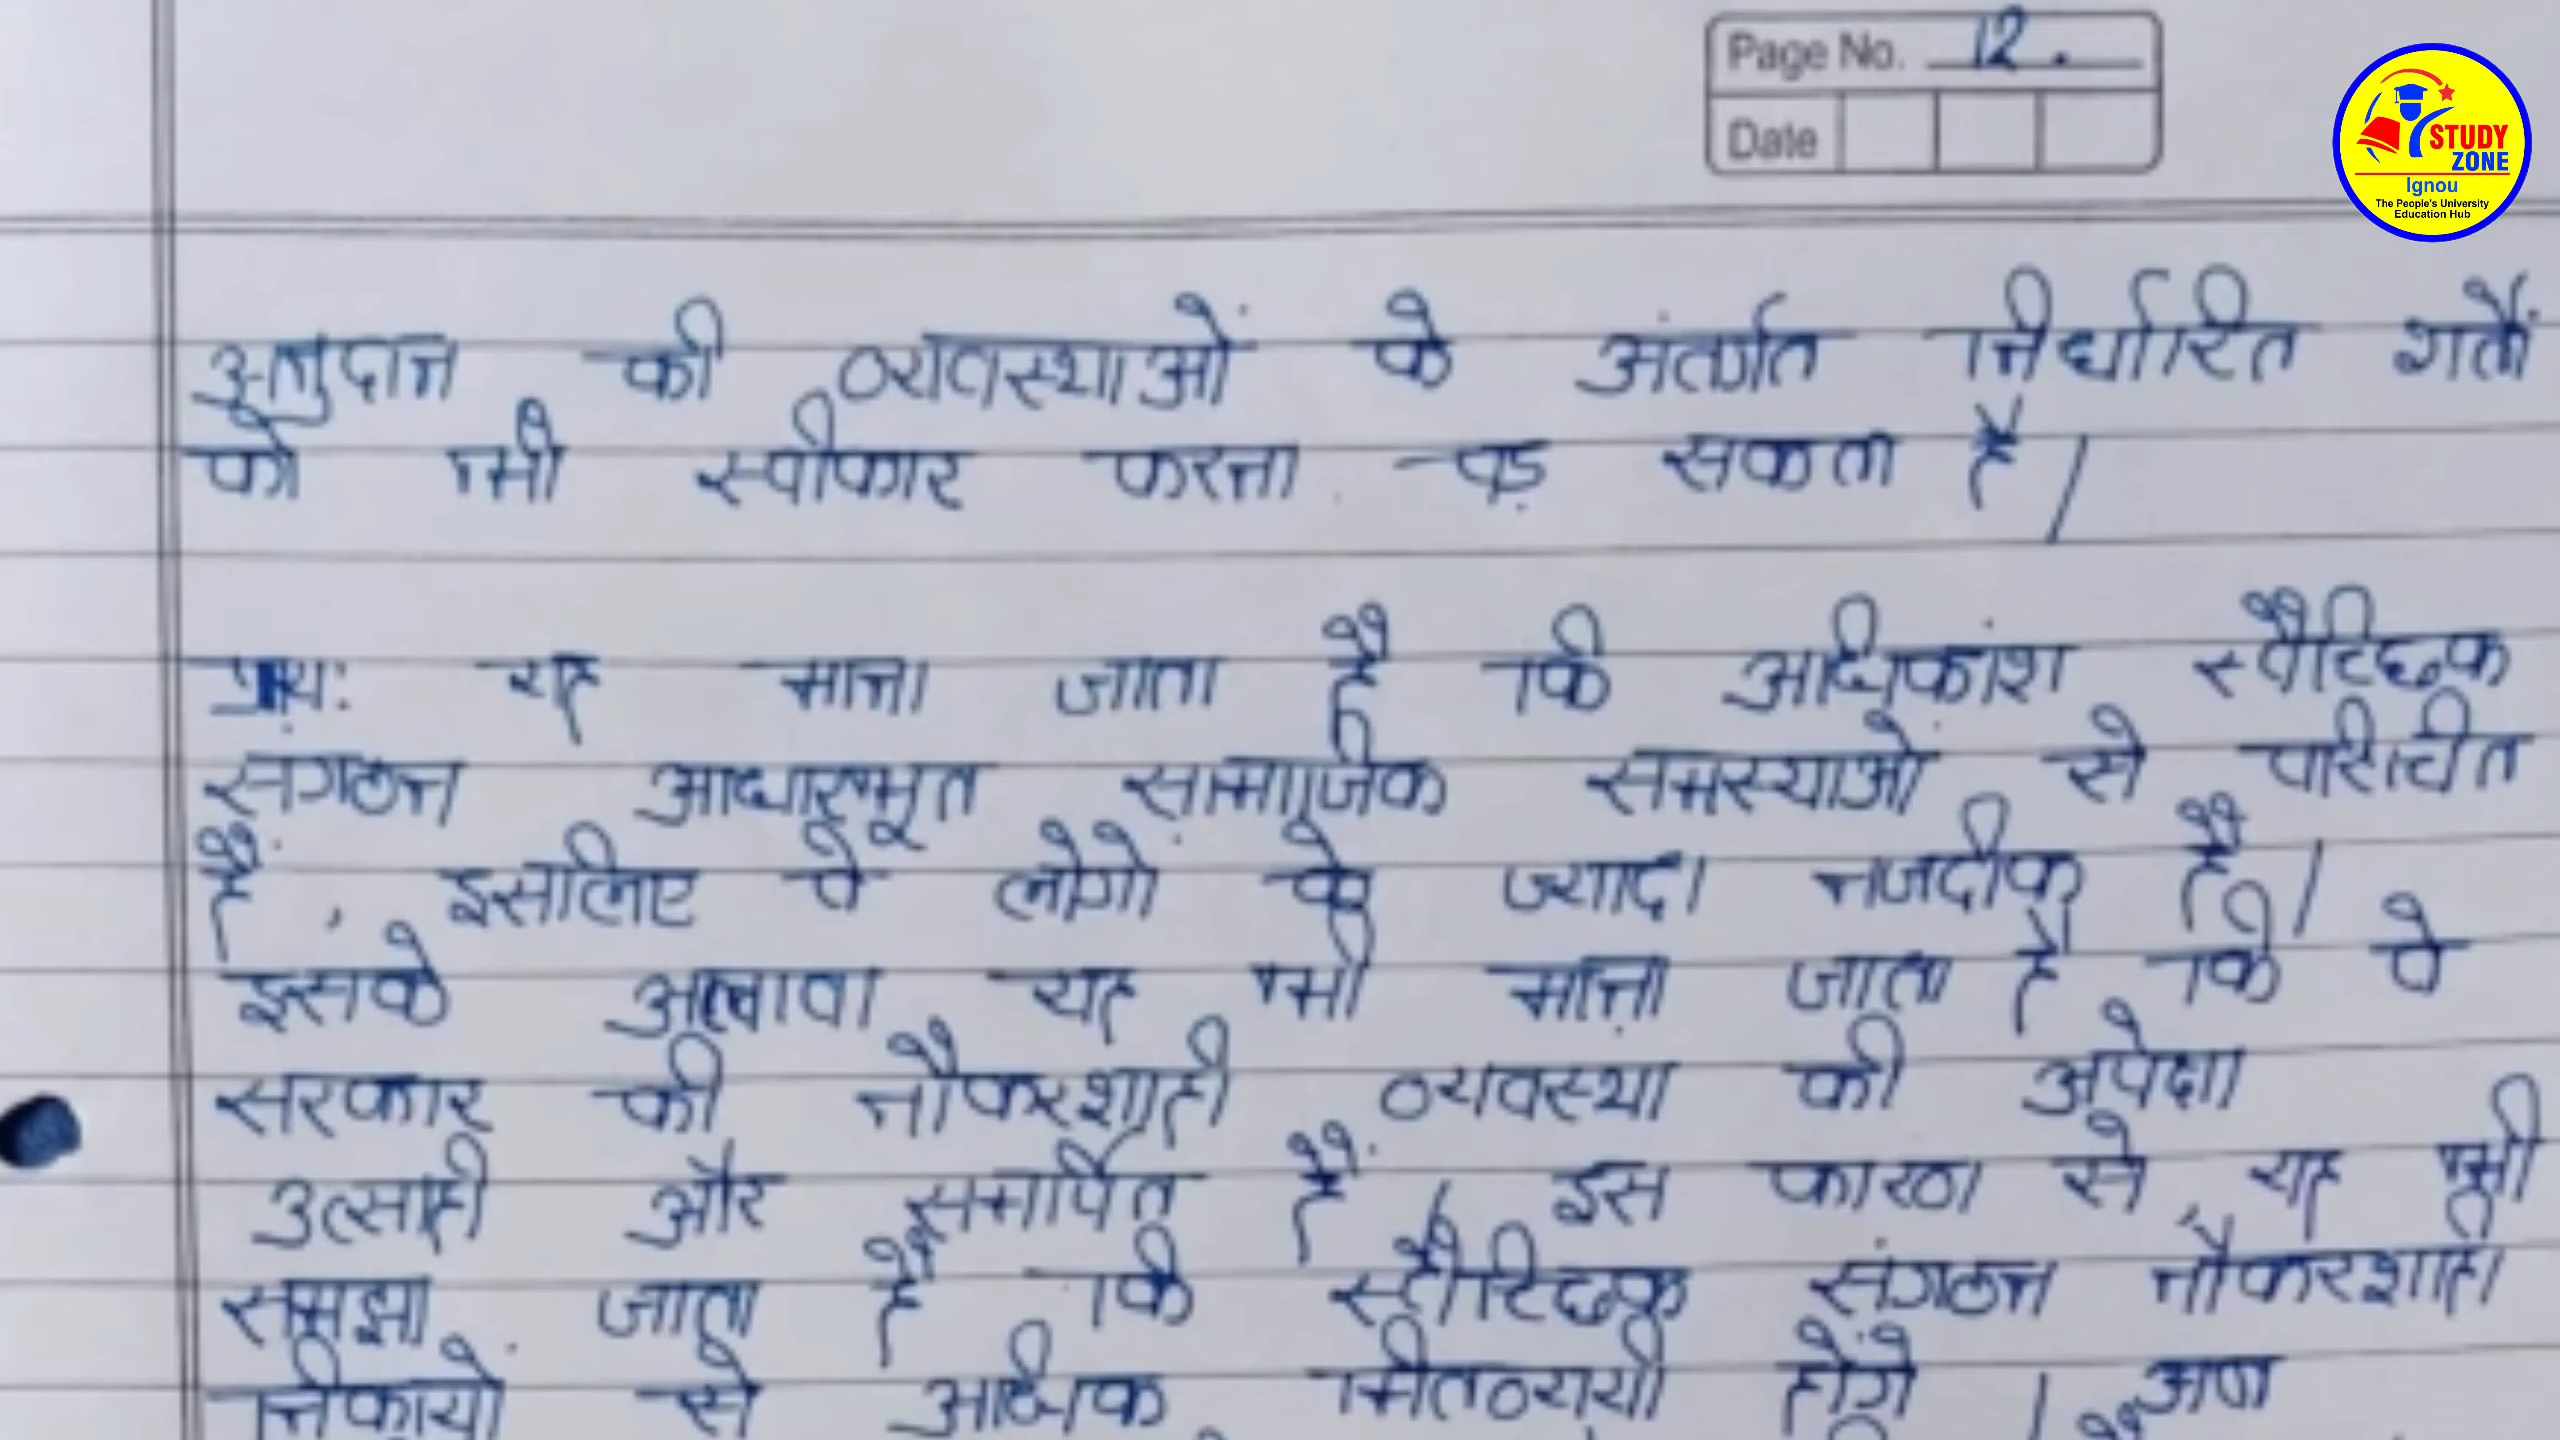 Page No. 12.
Date
STUDY
ZONE
Ignou
The People's University
Education Hub
अनुदान की व्यवस्थाओं के अंतर्गत निर्धारित शर्तों
को भी स्वीकार करना पड़ सकता है।
प्राय: यह माना जाता है कि अधिकांश स्वैच्छिक
संगठन आधारभूत सामाजिक समस्याओं से परिचित
हैं, इसलिए वे लोगों के ज्यादा नजदीक हैं।
इसके अलावा यह भी माना जाता है कि वे
सरकार की नौकरशाही व्यवस्था की अपेक्षा
उत्साही और समर्पित हैं। इस कारण से यह भी
समझा जाता है कि स्वैच्छिक संगठन नौकरशाही
निकायों से अधिक मितव्ययी होंगे।